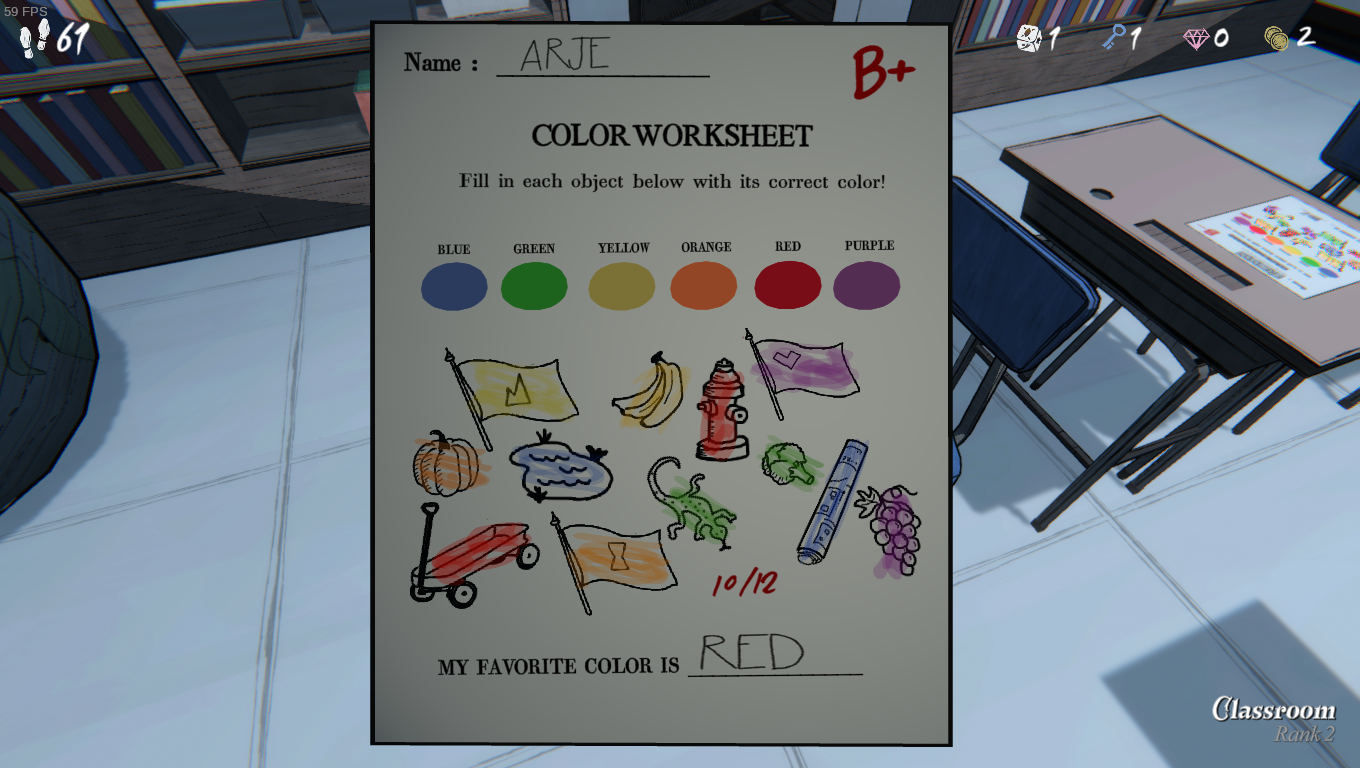 59 FPS
61
1
1
0
2
Name : ARJE
B+
COLOR WORKSHEET
Fill in each object below with its correct color!
BLUE GREEN YELLOW ORANGE RED PURPLE
10/12
MY FAVORITE COLOR IS RED
Classroom
Rank 2